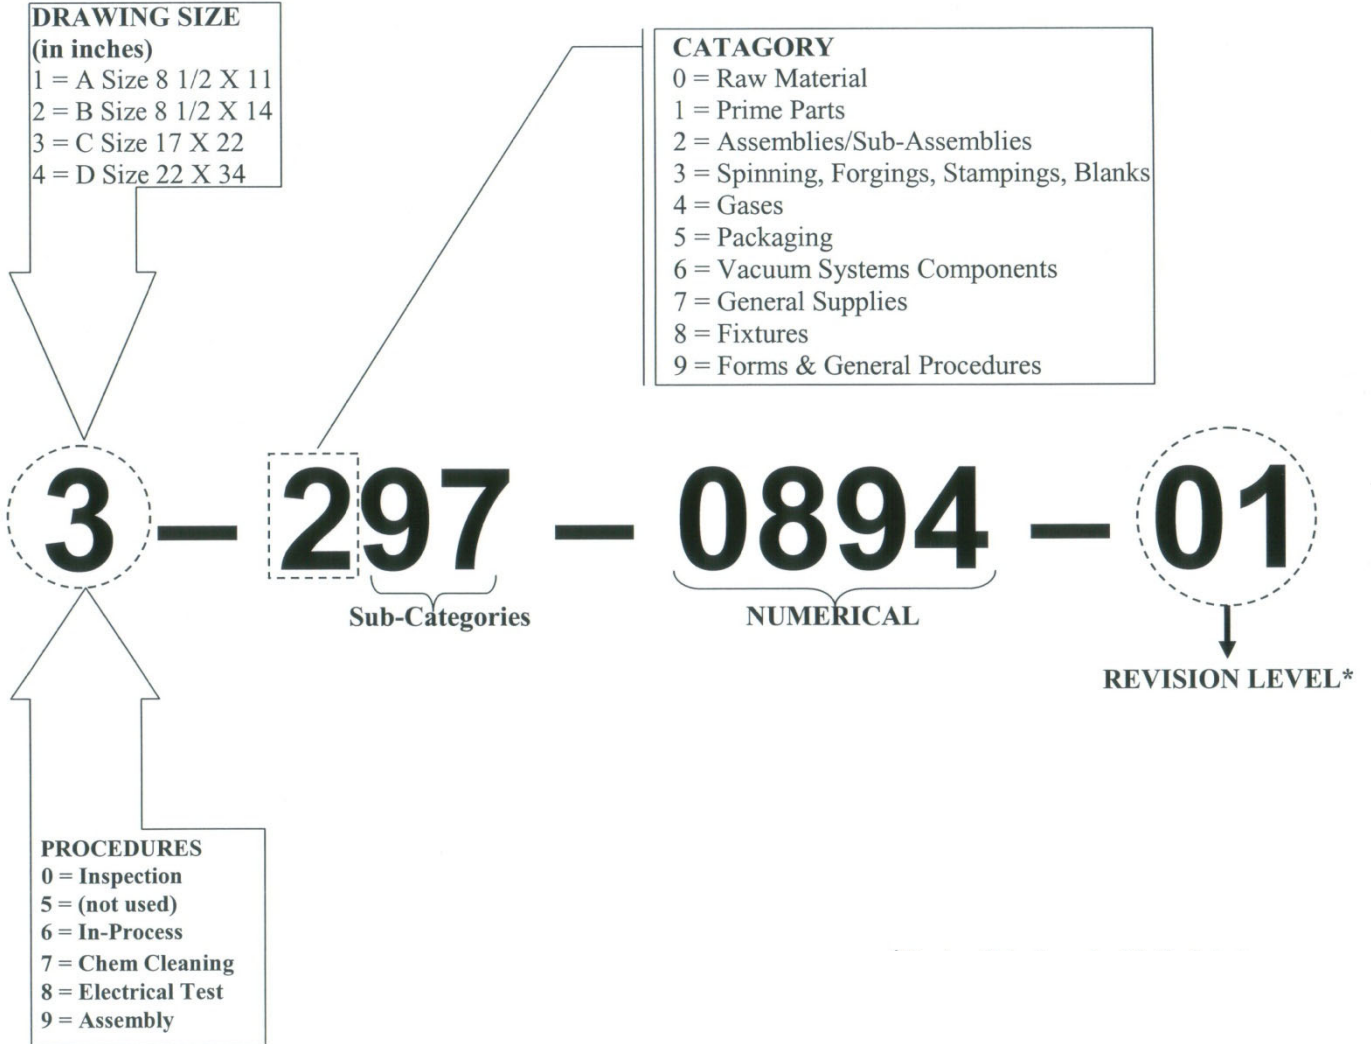 DRAWING SIZE
(in inches)
1 = A Size 8 1/2 X 11
2 = B Size 8 1/2 X 14
3 = C Size 17 X 22
4 = D Size 22 X 34
CATAGORY
0 = Raw Material
1 = Prime Parts
2 = Assemblies/Sub-Assemblies
3 = Spinning, Forgings, Stampings, Blanks
4 = Gases
5 = Packaging
6 = Vacuum Systems Components
7 = General Supplies
8 = Fixtures
9 = Forms & General Procedures
3 – 297 – 0894 – 01
Sub-Categories
NUMERICAL
REVISION LEVEL*
PROCEDURES
0 = Inspection
5 = (not used)
6 = In-Process
7 = Chem Cleaning
8 = Electrical Test
9 = Assembly